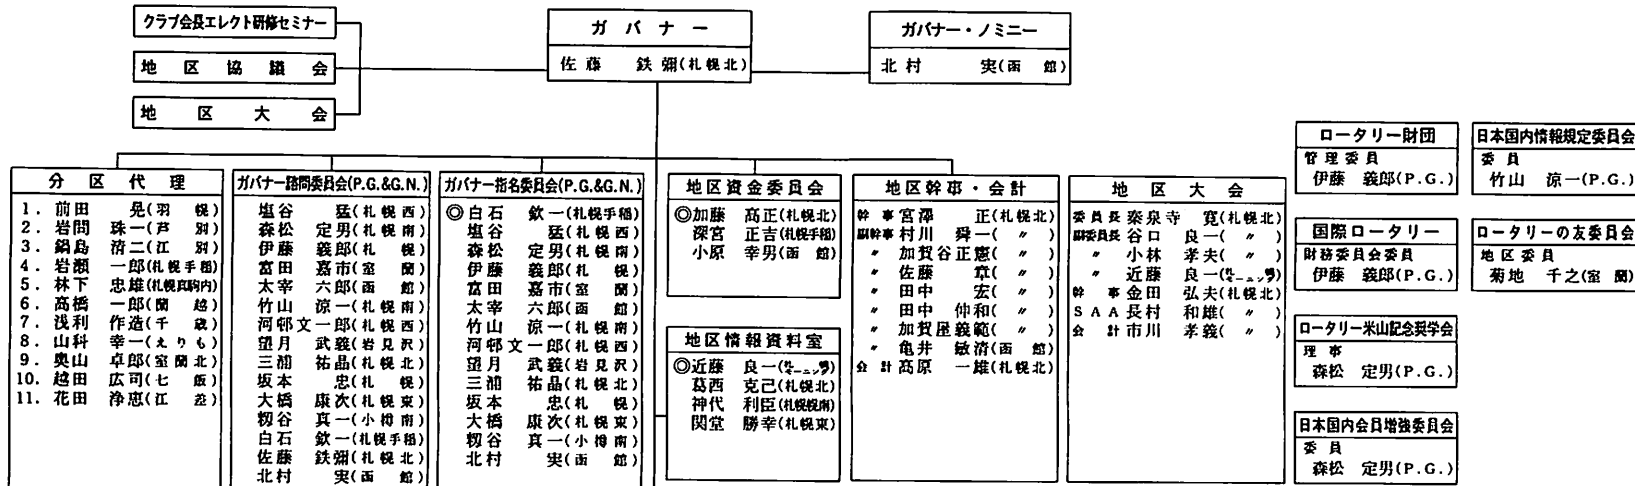 クラブ会長エレクト研修セミナー
地区協議会
地区大会
ガバナー
佐藤 鉄彌(札幌北)
ガバナー・ノミニー
北村 実(函館)
分区代理
1. 前田 晃(羽幌)
2. 岩間 珠一(芦別)
3. 鍋島 清二(江別)
4. 岩瀬 一郎(札幌手稲)
5. 林下 忠雄(札幌真駒内)
6. 髙橋 一郎(蘭越)
7. 浅利 作造(千歳)
8. 山科 幸一(えりも)
9. 奥山 卓郎(室蘭北)
10. 越田 広司(七飯)
11. 花田 浄恵(江差)
ガバナー諮問委員会(P.G.&G.N.)
塩谷 猛(札幌西)
森松 定男(札幌南)
伊藤 義郎(札幌)
富田 嘉市(室蘭)
太宰 六郎(函館)
竹山 涼一(札幌南)
河邨文一郎(札幌西)
望月 武義(岩見沢)
三浦 祐晶(札幌北)
坂本 忠(札幌)
大橋 康次(札幌東)
籾谷 真一(小樽南)
白石 欽一(札幌手稲)
佐藤 鉄彌(札幌北)
北村 実(函館)
ガバナー指名委員会(P.G.&G.N.)
◎白石 欽一(札幌手稲)
塩谷 猛(札幌西)
森松 定男(札幌南)
伊藤 義郎(札幌)
富田 嘉市(室蘭)
太宰 六郎(函館)
竹山 涼一(札幌南)
河邨文一郎(札幌西)
望月 武義(岩見沢)
三浦 祐晶(札幌北)
坂本 忠(札幌)
大橋 康次(札幌東)
籾谷 真一(小樽南)
北村 実(函館)
地区資金委員会
◎加藤 髙正(札幌北)
深宮 正吉(札幌手稲)
小原 幸男(函館)
地区情報資料室
◎近藤 良一
葛西 克己(札幌北)
神代 利臣(札幌幌南)
関堂 勝幸(札幌東)
地区幹事・会計
幹事 宮澤 正(札幌北)
副幹事 村川 舜一(〃)
〃 加賀谷正憲(〃)
〃 佐藤 章(〃)
〃 田中 宏(〃)
〃 田中 仲和(〃)
〃 加賀屋義範(〃)
〃 亀井 敏清(函館)
会計 髙原 一雄(札幌北)
地区大会
委員長 秦泉寺 寛(札幌北)
副委員長 谷口 良一(〃)
〃 小林 孝夫(〃)
〃 近藤 良一
幹事 金田 弘夫(札幌北)
SAA 長村 和雄(〃)
会計 市川 孝義(〃)
ロータリー財団
管理委員
伊藤 義郎(P.G.)
日本国内情報規定委員会
委員
竹山 涼一(P.G.)
国際ロータリー
財務委員会委員
伊藤 義郎(P.G.)
ロータリーの友委員会
地区委員
菊地 千之(室蘭)
ロータリー米山記念奨学会
理事
森松 定男(P.G.)
日本国内会員増強委員会
委員
森松 定男(P.G.)